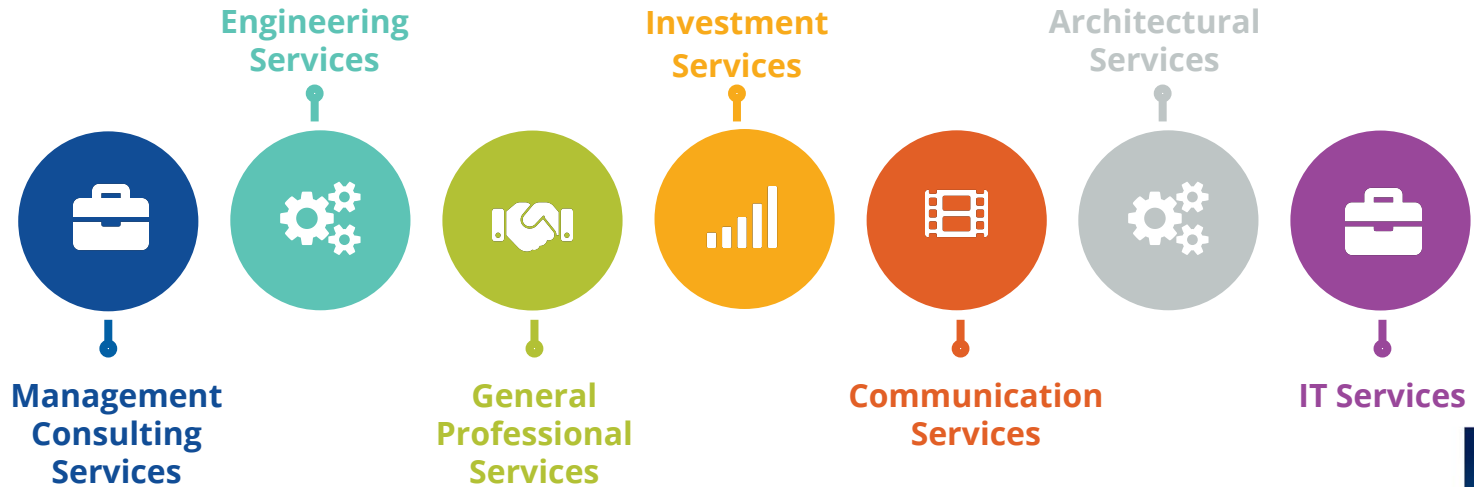 Engineering
Services
Investment
Services
Architectural
Services
Management
Consulting
Services
General
Professional
Services
Communication
Services
IT Services